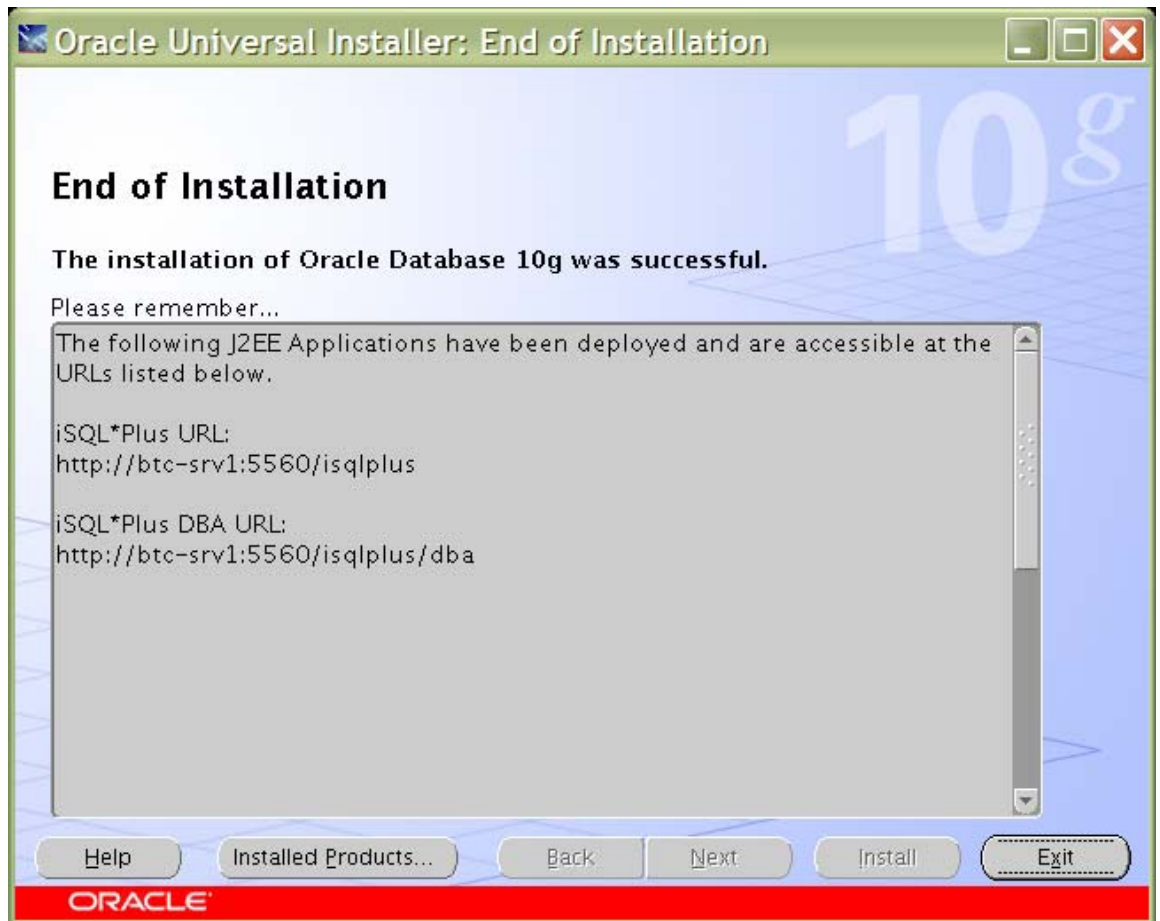 Oracle Universal Installer: End of Installation
10g
End of Installation
The installation of Oracle Database 10g was successful.
Please remember...
The following J2EE Applications have been deployed and are accessible at the
URLs listed below.
iSQL*Plus URL:
http://btc-srv1:5560/isqlplus
iSQL*Plus DBA URL:
http://btc-srv1:5560/isqlplus/dba
Help Installed Products... Back Next Install Exit
ORACLE